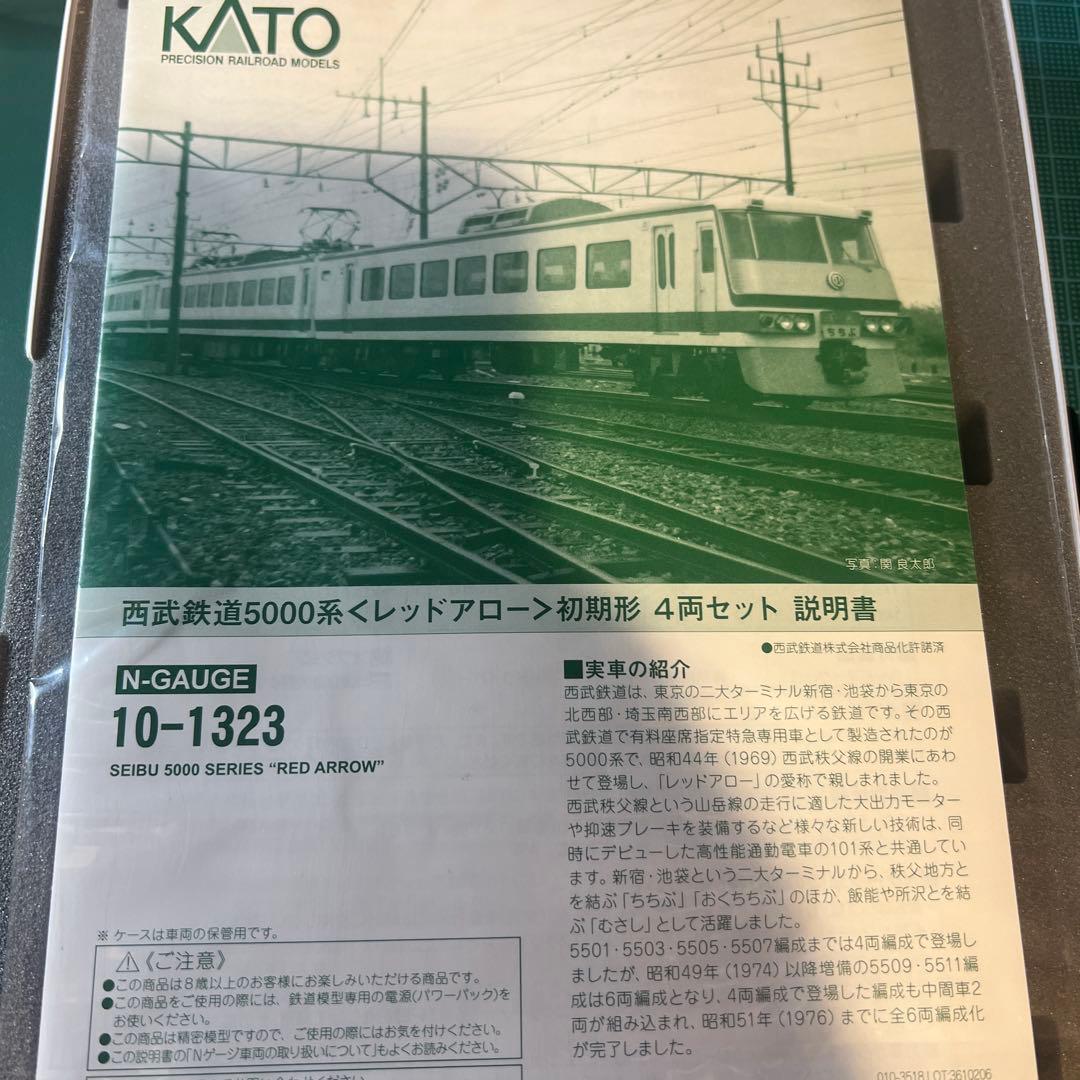 KATO
PRECISION RAILROAD MODELS
ちちぶ
写真:関 良太郎
西武鉄道5000系<レッドアロー>初期形 4両セット 説明書
●西武鉄道株式会社商品化許諾済
N-GAUGE
10-1323
SEIBU 5000 SERIES “RED ARROW”
■実車の紹介
西武鉄道は、東京の二大ターミナル新宿・池袋から東京の
北西部・埼玉南西部にエリアを広げる鉄道です。その西
武鉄道で有料座席指定特急専用車として製造されたのが
5000系で、昭和44年(1969)西武秩父線の開業にあわ
せて登場し、「レッドアロー」の愛称で親しまれました。
西武秩父線という山岳線の走行に適した大出力モーター
や抑速ブレーキを装備するなど様々な新しい技術は、同
時にデビューした高性能通勤電車の101系と共通してい
ます。新宿・池袋という二大ターミナルから、秩父地方と
を結ぶ「ちちぶ」「おくちちぶ」のほか、飯能や所沢とを結
ぶ「むさし」として活躍しました。
5501・5503・5505・5507編成までは4両編成で登場し
ましたが、昭和49年(1974)以降増備の5509・5511編
成は6両編成となり、4両編成で登場した編成も中間車2
両が組み込まれ、昭和51年(1976)までに全6両編成化
が完了しました。
※ ケースは車両の保管用です。
⚠《ご注意》
●この商品は8歳以上のお客様にお楽しみいただける商品です。
●この商品をご使用の際には、鉄道模型専用の電源(パワーパック)を
お使いください。
●この商品は精密模型ですので、ご使用の際にはお気を付けください。
●この説明書の「Nゲージ車両の取り扱いについて」もよくお読みください。
010-3518 LOT:3610206